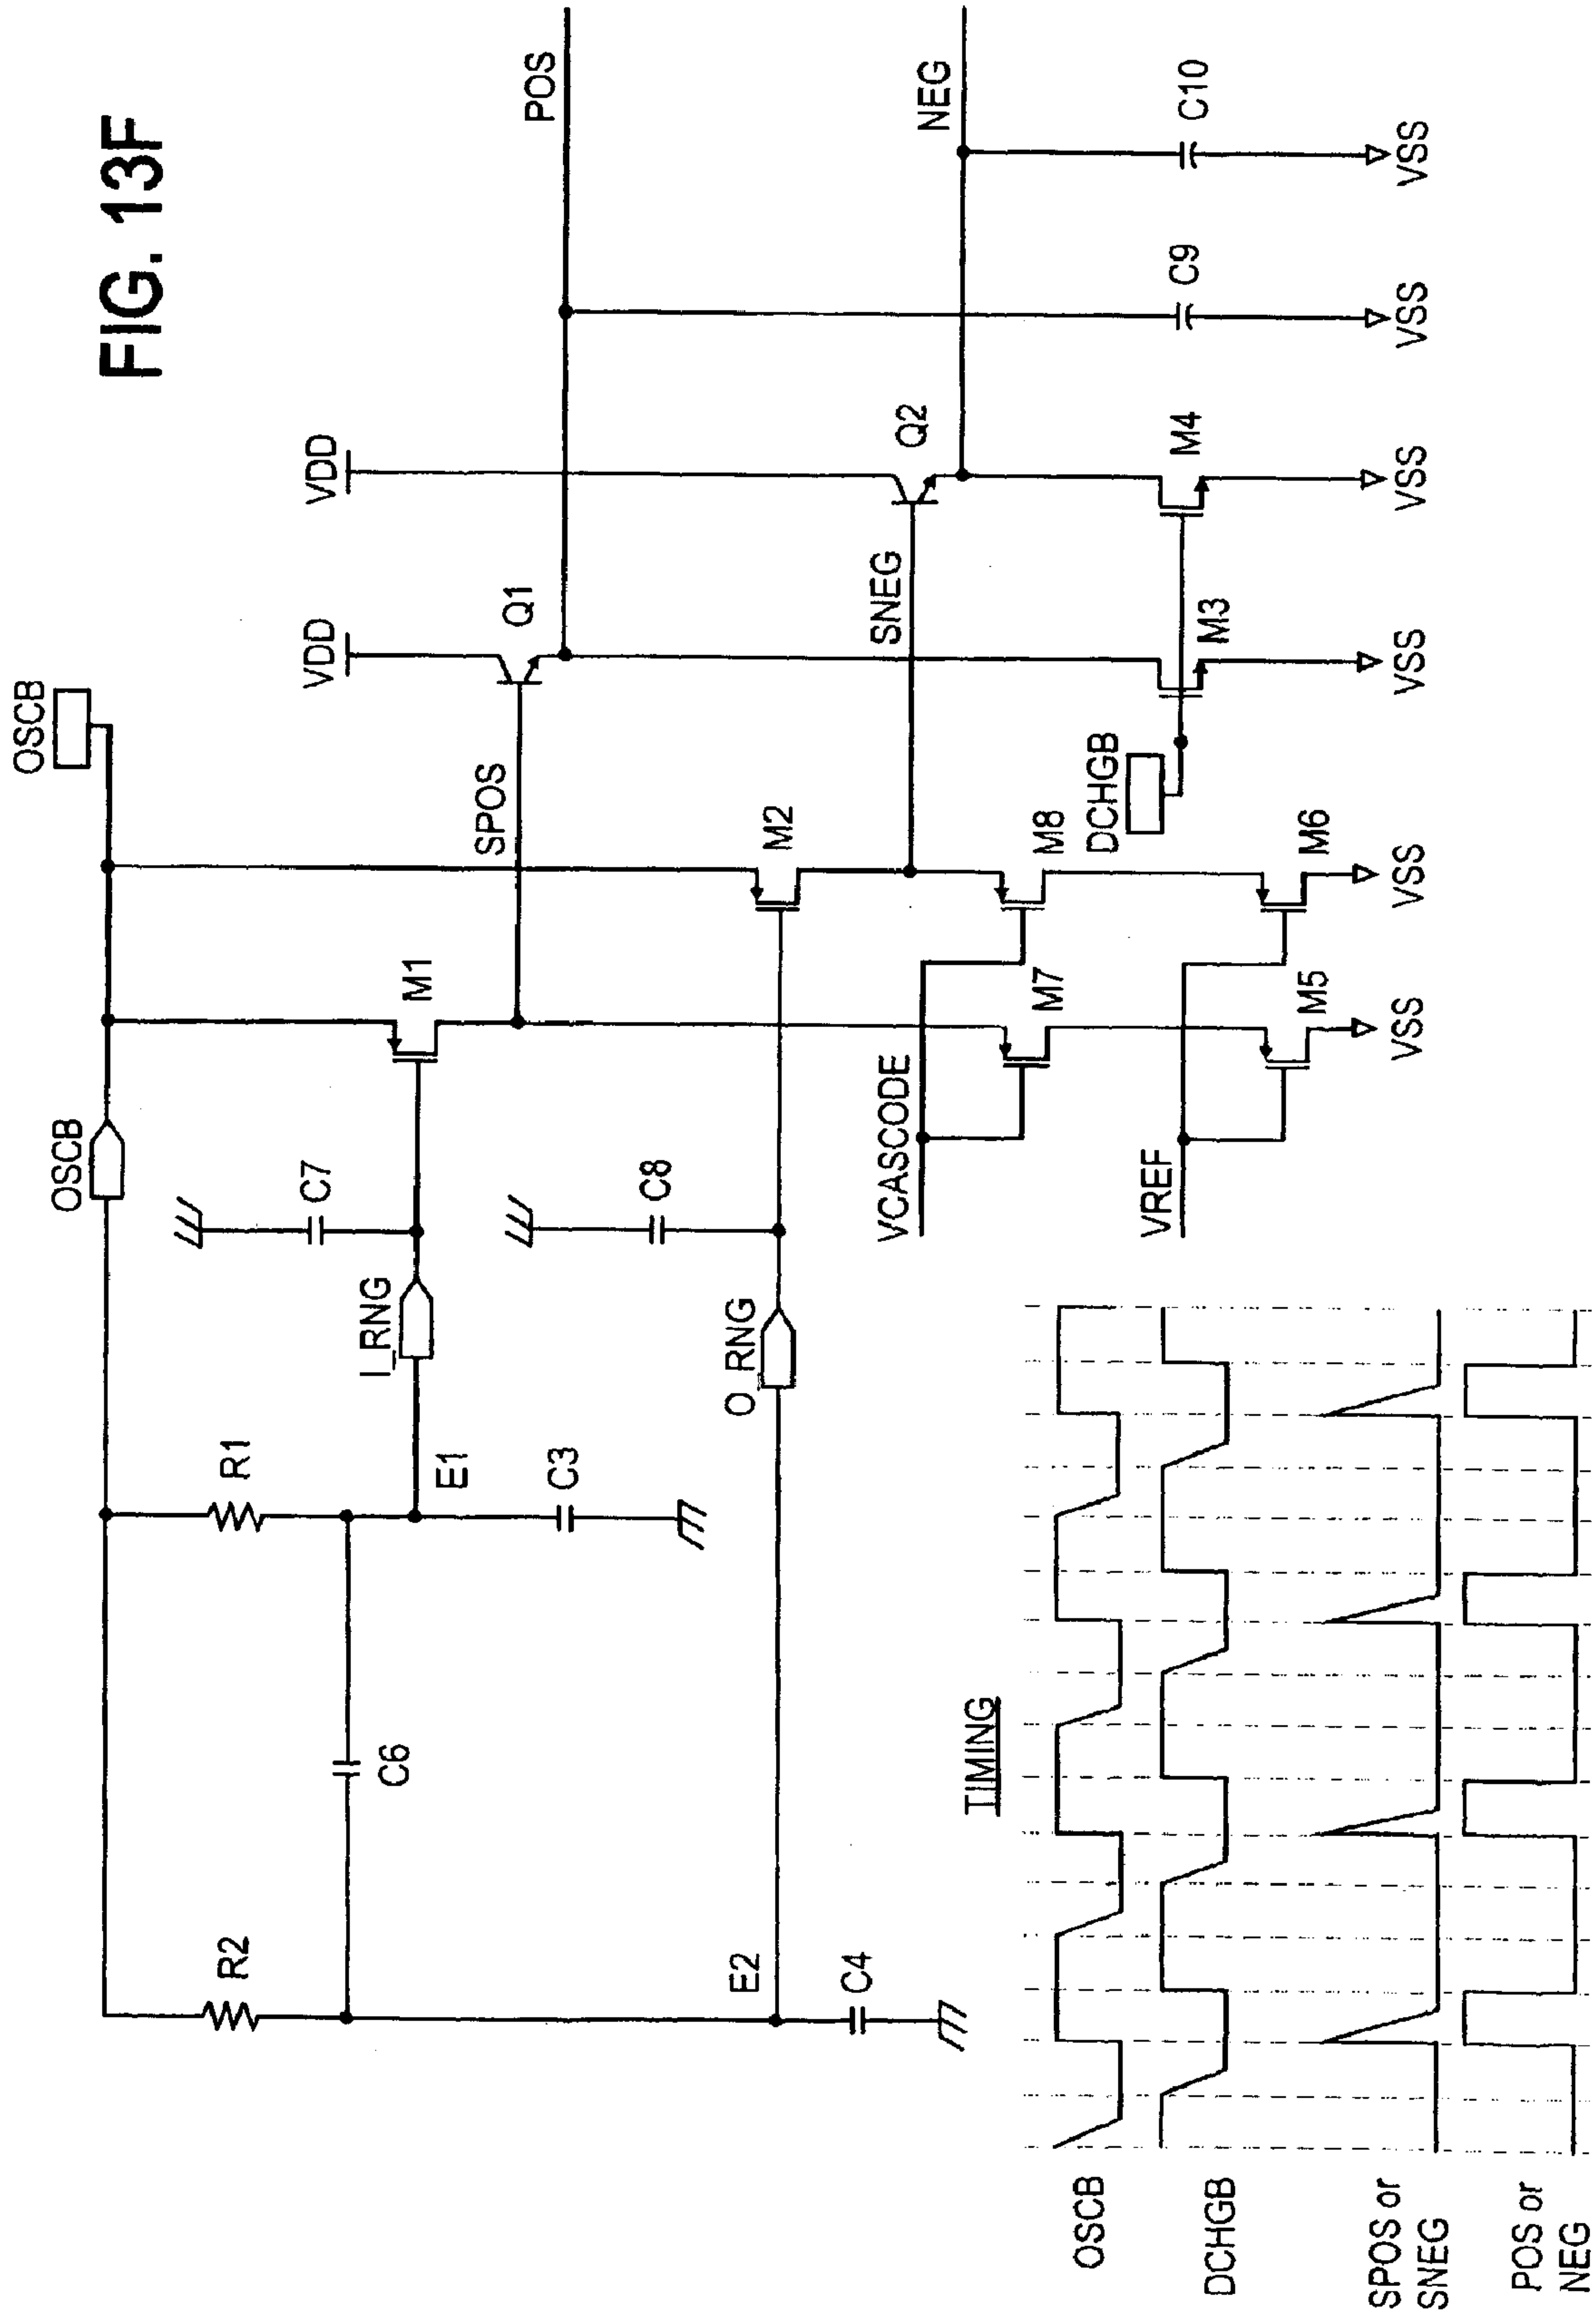 FIG. 13F
OSCB
OSCB
VDD
VDD
R2
R1
C7
M1
Q1
POS
SPOS
I_RNG
E1
C6
C3
C8
M2
Q2
NEG
SNEG
O_RNG
E2
C4
VCASCODE
M7
M8
DCHGB
M3
M4
C9
C10
VREF
M5
M6
VSS
VSS
VSS
VSS
VSS
VSS
TIMING
OSCB
DCHGB
SPOS or
SNEG
POS or
NEG